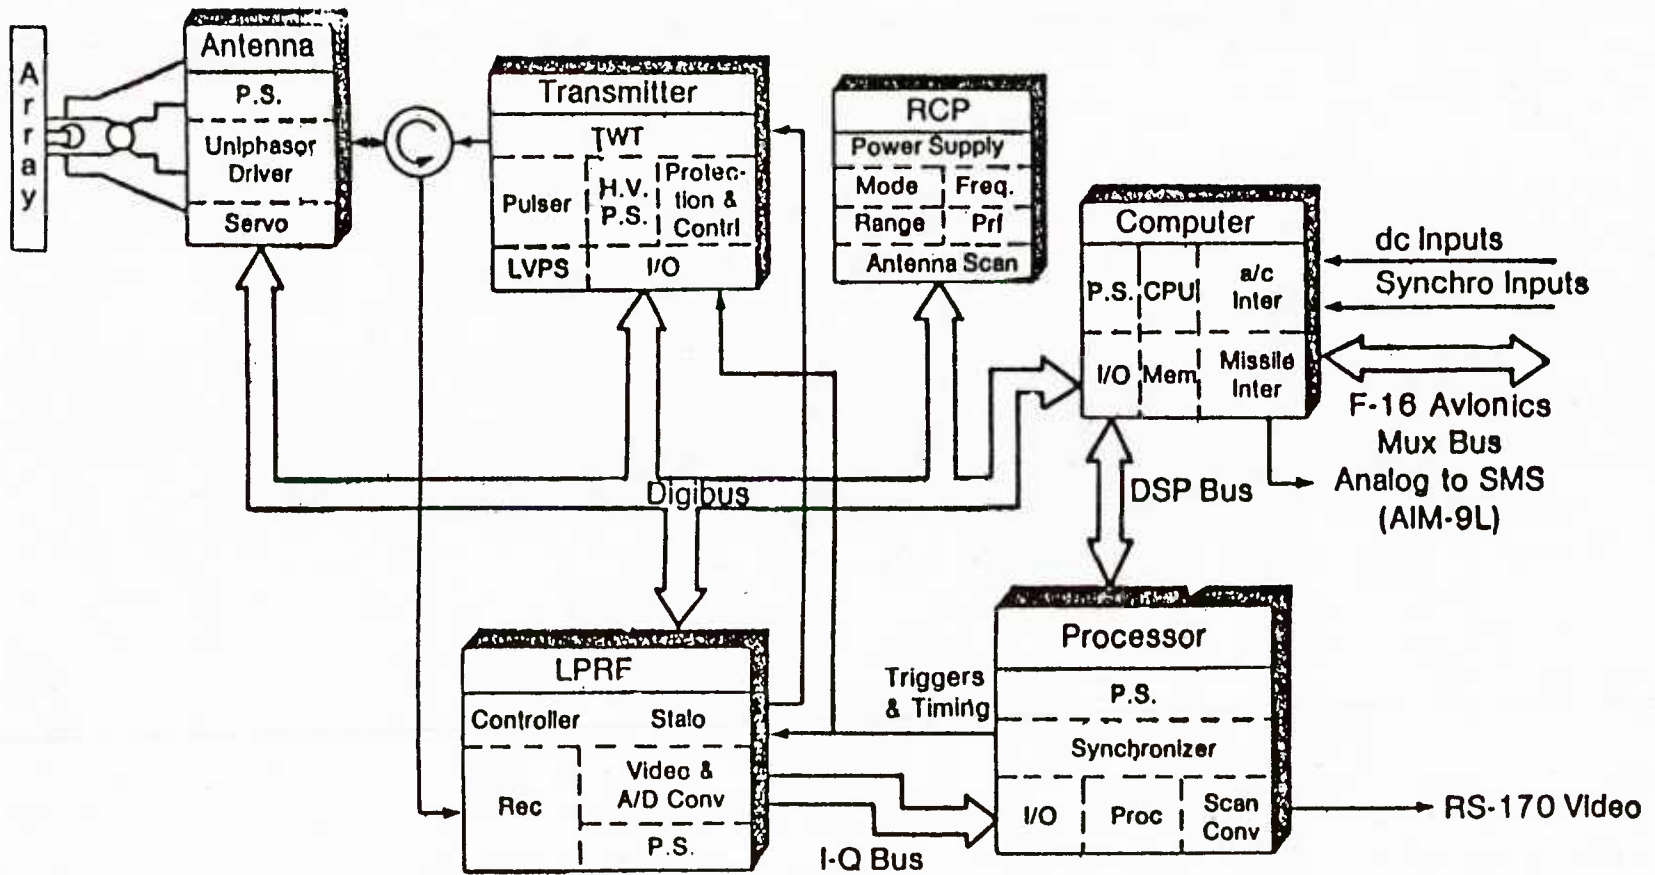 Array
Antenna
P.S.
Uniphasor
Driver
Servo
Transmitter
TWT
Pulser
H.V.
P.S.
Protec-
tion &
Contrl
LVPS
I/O
RCP
Power Supply
Mode
Freq.
Range
Prf
Antenna Scan
Computer
P.S.
CPU
a/c
Inter
I/O
Mem
Missile
Inter
dc Inputs
Synchro Inputs
F-16 Avionics
Mux Bus
Analog to SMS
(AIM-9L)
Digibus
DSP Bus
LPRF
Controller
Stalo
Rec
Video &
A/D Conv
P.S.
Triggers
& Timing
I-Q Bus
Processor
P.S.
Synchronizer
I/O
Proc
Scan
Conv
RS-170 Video